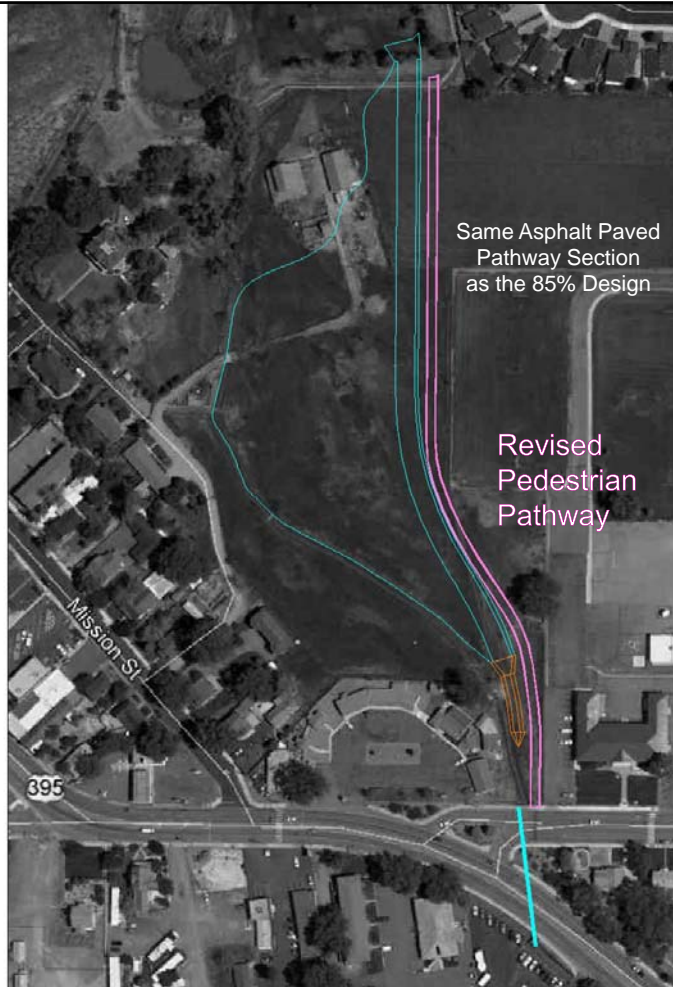 Same Asphalt Paved
Pathway Section
as the 85% Design
Revised
Pedestrian
Pathway
Mission St
395